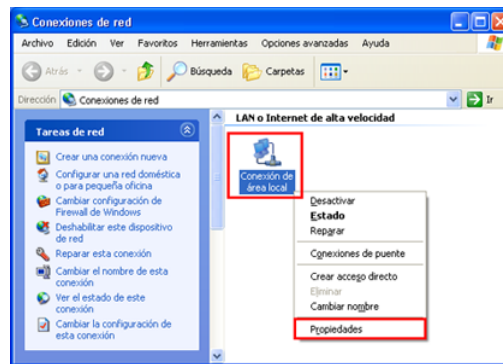 Conexiones de red
Archivo Edición Ver Favoritos Herramientas Opciones avanzadas Ayuda
Atrás Búsqueda Carpetas
Dirección Conexiones de red Ir
Tareas de red
Crear una conexión nueva
Configurar una red doméstica
o para pequeña oficina
Cambiar configuración de
Firewall de Windows
Deshabilitar este dispositivo
de red
Reparar esta conexión
Cambiar el nombre de esta
conexión
Ver el estado de este
conexión
Cambiar la configuración de
esta conexión
LAN o Internet de alta velocidad
Conexión de
área local
Desactivar
Estado
Reparar
Conexiones de puente
Crear acceso directo
Eliminar
Cambiar nombre
Propiedades